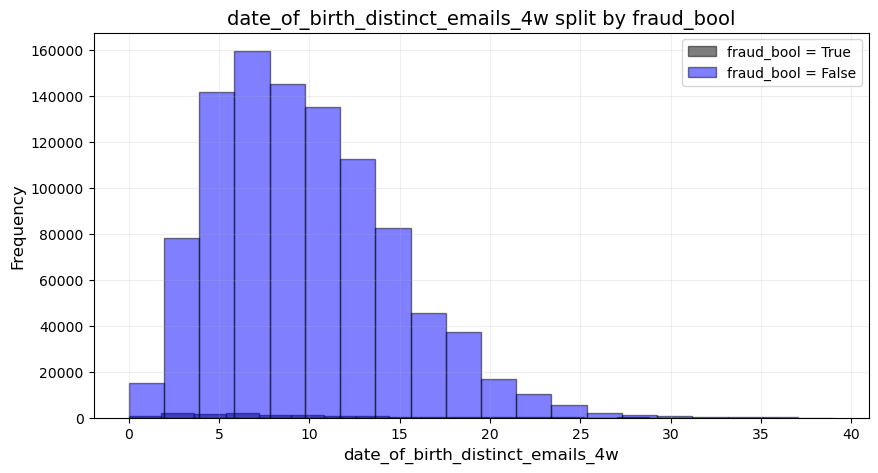 date_of_birth_distinct_emails_4w split by fraud_bool
fraud_bool = True
fraud_bool = False
Frequency
160000
140000
120000
100000
80000
60000
40000
20000
0
0 5 10 15 20 25 30 35 40
date_of_birth_distinct_emails_4w